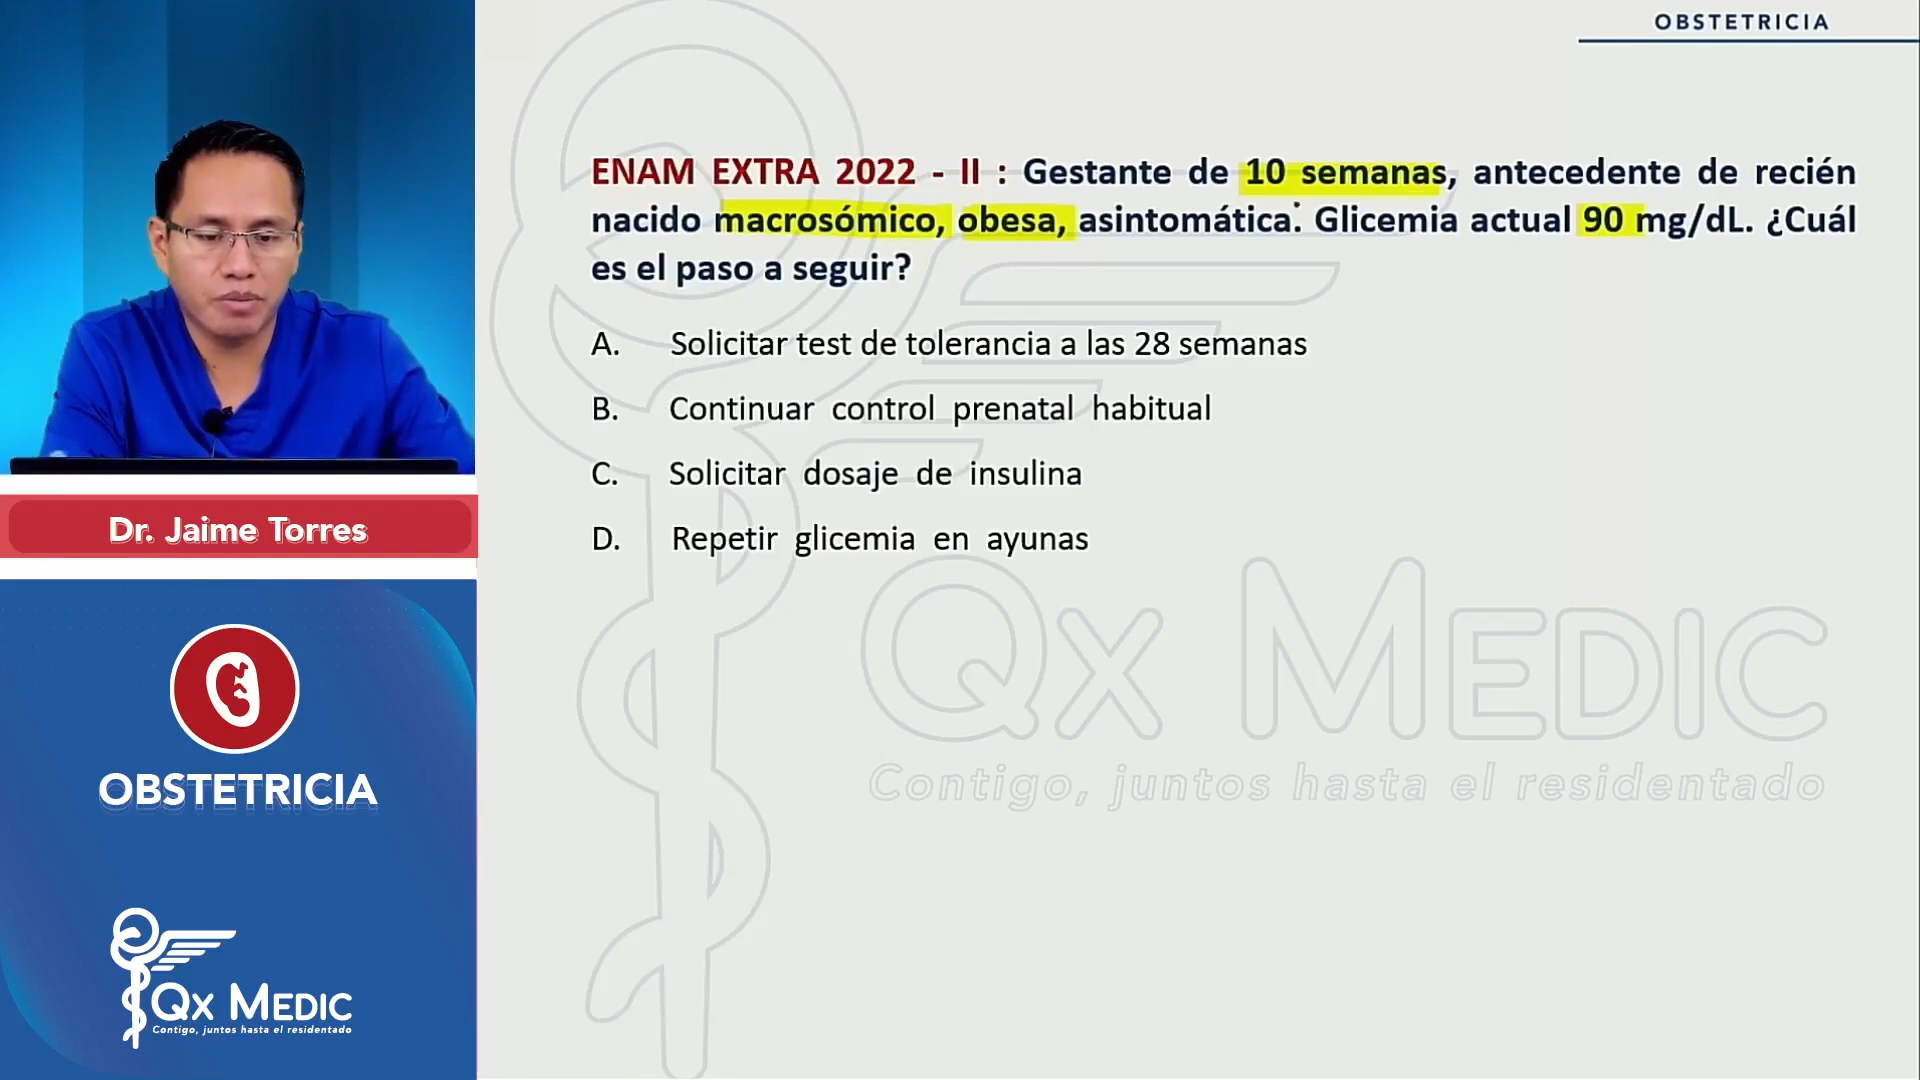 OBSTETRICIA
ENAM EXTRA 2022 - II : Gestante de 10 semanas, antecedente de recién
nacido macrosómico, obesa, asintomática. Glicemia actual 90 mg/dL. ¿Cuál
es el paso a seguir?
A. Solicitar test de tolerancia a las 28 semanas
B. Continuar control prenatal habitual
C. Solicitar dosaje de insulina
D. Repetir glicemia en ayunas
Dr. Jaime Torres
OBSTETRICIA
QX MEDIC
Contigo, juntos hasta el residentado
QX MEDIC
Contigo, juntos hasta el residentado